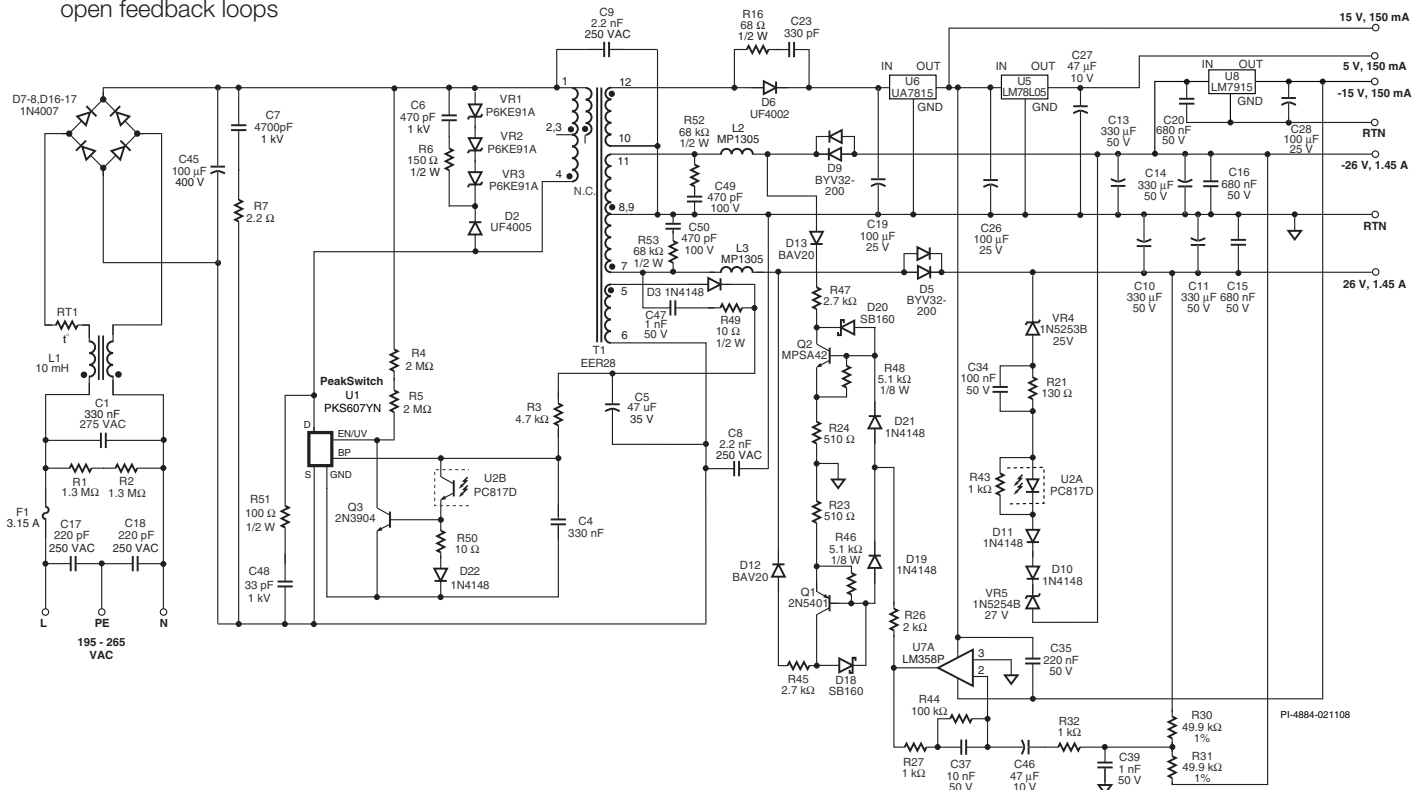 open feedback loops
C9
2.2 nF
250 VAC
R16
68 Ω
1/2 W
C23
330 pF
15 V, 150 mA
5 V, 150 mA
-15 V, 150 mA
RTN
-26 V, 1.45 A
RTN
26 V, 1.45 A
D7-8,D16-17
1N4007
C45
100 µF
400 V
C7
4700pF
1 kV
R7
2.2 Ω
C6
470 pF
1 kV
R6
150 Ω
1/2 W
VR1
P6KE91A
VR2
P6KE91A
VR3
P6KE91A
D2
UF4005
1
2,3
4
N.C.
12
10
11
8,9
7
5
6
T1
EER28
D6
UF4002
R52
68 kΩ
1/2 W
L2
MP1305
C49
470 pF
100 V
C50
470 pF
100 V
R53
68 kΩ
1/2 W
L3
MP1305
D3 1N4148
C47
1 nF
50 V
R49
10 Ω
1/2 W
IN OUT
U6
UA7815
GND
IN OUT
U5
LM78L05
GND
C27
47 µF
10 V
IN OUT
U8
LM7915
GND
D9
BYV32-
200
C19
100 µF
25 V
C26
100 µF
25 V
C13
330 µF
50 V
C20
680 nF
50 V
C28
100 µF
25 V
C14
330 µF
50 V
C16
680 nF
50 V
D13
BAV20
D5
BYV32-
200
C10
330 µF
50 V
C11
330 µF
50 V
C15
680 nF
50 V
RT1
t°
L1
10 mH
C1
330 nF
275 VAC
R1
1.3 MΩ
R2
1.3 MΩ
F1
3.15 A
C17
220 pF
250 VAC
C18
220 pF
250 VAC
L
PE
N
195 - 265
VAC
R4
2 MΩ
R5
2 MΩ
PeakSwitch
U1
PKS607YN
D
S
EN/UV
BP
GND
R51
100 Ω
1/2 W
C48
33 pF
1 kV
Q3
2N3904
U2B
PC817D
R50
10 Ω
D22
1N4148
R3
4.7 kΩ
C4
330 nF
C5
47 µF
35 V
C8
2.2 nF
250 VAC
R47
2.7 kΩ
D20
SB160
Q2
MPSA42
R48
5.1 kΩ
1/8 W
R24
510 Ω
D21
1N4148
R23
510 Ω
R46
5.1 kΩ
1/8 W
D12
BAV20
Q1
2N5401
D19
1N4148
R45
2.7 kΩ
D18
SB160
R26
2 kΩ
VR4
1N5253B
25V
C34
100 nF
50 V
R21
130 Ω
R43
1 kΩ
U2A
PC817D
D11
1N4148
D10
1N4148
VR5
1N5254B
27 V
U7A
LM358P
3
2
C35
220 nF
50 V
R44
100 kΩ
R27
1 kΩ
C37
10 nF
50 V
C46
47 µF
10 V
R32
1 kΩ
C39
1 nF
50 V
R30
49.9 kΩ
1%
R31
49.9 kΩ
1%
PI-4884-021108